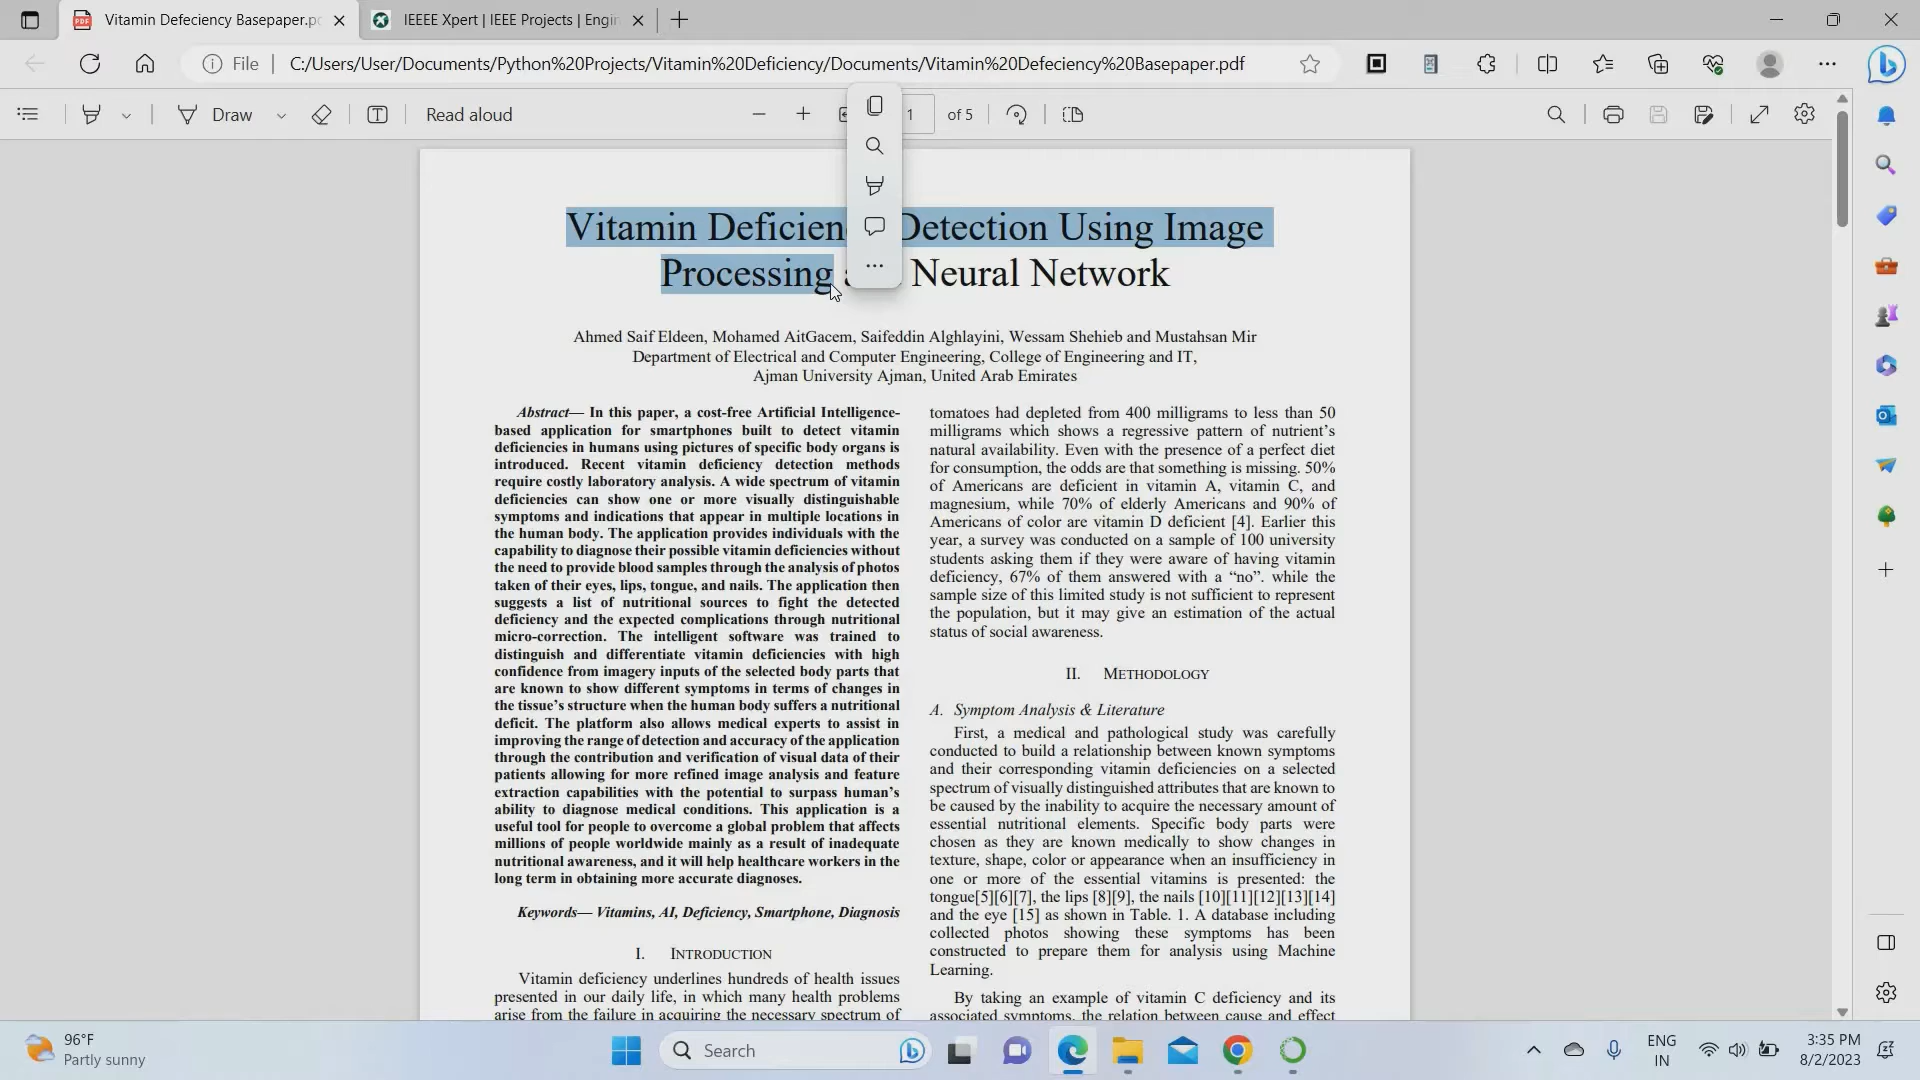 Vitamin Defeciency Basepaper.p
IEEEE Xpert | IEEE Projects | Engin
File
C:/Users/User/Documents/Python%20Projects/Vitamin%20Deficiency/Documents/Vitamin%20Defeciency%20Basepaper.pdf
Draw
Read aloud
1
of 5
Vitamin Deficien Detection Using Image
Processing Neural Network
Ahmed Saif Eldeen, Mohamed AitGacem, Saifeddin Alghlayini, Wessam Shehieb and Mustahsan Mir
Department of Electrical and Computer Engineering, College of Engineering and IT,
Ajman University Ajman, United Arab Emirates
Abstract— In this paper, a cost-free Artificial Intelligence-
based application for smartphones built to detect vitamin
deficiencies in humans using pictures of specific body organs is
introduced. Recent vitamin deficiency detection methods
require costly laboratory analysis. A wide spectrum of vitamin
deficiencies can show one or more visually distinguishable
symptoms and indications that appear in multiple locations in
the human body. The application provides individuals with the
capability to diagnose their possible vitamin deficiencies without
the need to provide blood samples through the analysis of photos
taken of their eyes, lips, tongue, and nails. The application then
suggests a list of nutritional sources to fight the detected
deficiency and the expected complications through nutritional
micro-correction. The intelligent software was trained to
distinguish and differentiate vitamin deficiencies with high
confidence from imagery inputs of the selected body parts that
are known to show different symptoms in terms of changes in
the tissue's structure when the human body suffers a nutritional
deficit. The platform also allows medical experts to assist in
improving the range of detection and accuracy of the application
through the contribution and verification of visual data of their
patients allowing for more refined image analysis and feature
extraction capabilities with the potential to surpass human's
ability to diagnose medical conditions. This application is a
useful tool for people to overcome a global problem that affects
millions of people worldwide mainly as a result of inadequate
nutritional awareness, and it will help healthcare workers in the
long term in obtaining more accurate diagnoses.
Keywords— Vitamins, AI, Deficiency, Smartphone, Diagnosis
I. INTRODUCTION
Vitamin deficiency underlines hundreds of health issues
presented in our daily life, in which many health problems
arise from the failure in acquiring the necessary spectrum of
tomatoes had depleted from 400 milligrams to less than 50
milligrams which shows a regressive pattern of nutrient's
natural availability. Even with the presence of a perfect diet
for consumption, the odds are that something is missing. 50%
of Americans are deficient in vitamin A, vitamin C, and
magnesium, while 70% of elderly Americans and 90% of
Americans of color are vitamin D deficient [4]. Earlier this
year, a survey was conducted on a sample of 100 university
students asking them if they were aware of having vitamin
deficiency, 67% of them answered with a “no”. while the
sample size of this limited study is not sufficient to represent
the population, but it may give an estimation of the actual
status of social awareness.
II. METHODOLOGY
A. Symptom Analysis & Literature
First, a medical and pathological study was carefully
conducted to build a relationship between known symptoms
and their corresponding vitamin deficiencies on a selected
spectrum of visually distinguished attributes that are known to
be caused by the inability to acquire the necessary amount of
essential nutritional elements. Specific body parts were
chosen as they are known medically to show changes in
texture, shape, color or appearance when an insufficiency in
one or more of the essential vitamins is presented: the
tongue[5][6][7], the lips [8][9], the nails [10][11][12][13][14]
and the eye [15] as shown in Table. 1. A database including
collected photos showing these symptoms has been
constructed to prepare them for analysis using Machine
Learning.
By taking an example of vitamin C deficiency and its
associated symptoms, the relation between cause and effect
96°F
Partly sunny
Search
ENG
IN
3:35 PM
8/2/2023